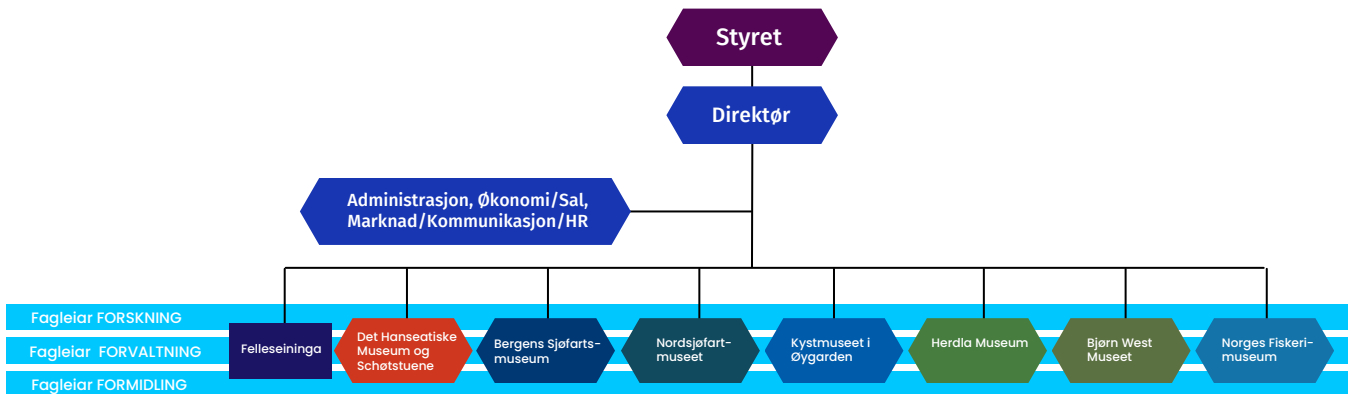 Styret
Direktør
Administrasjon, Økonomi/Sal,
Marknad/Kommunikasjon/HR
Fagleiar FORSKNING
Fagleiar FORVALTNING
Fagleiar FORMIDLING
Felleseininga
Det Hanseatiske
Museum og
Schøtstuene
Bergens Sjøfarts-
museum
Nordsjøfart-
museet
Kystmuseet i
Øygarden
Herdla Museum
Bjørn West
Museet
Norges Fiskeri-
museum